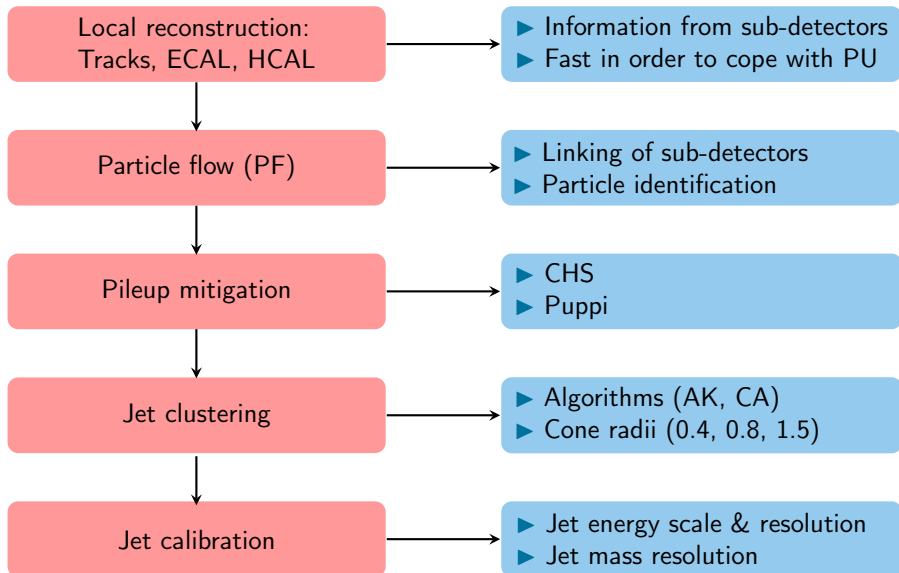 Local reconstruction:
Tracks, ECAL, HCAL
▶ Information from sub-detectors
▶ Fast in order to cope with PU
Particle flow (PF)
▶ Linking of sub-detectors
▶ Particle identification
Pileup mitigation
▶ CHS
▶ Puppi
Jet clustering
▶ Algorithms (AK, CA)
▶ Cone radii (0.4, 0.8, 1.5)
Jet calibration
▶ Jet energy scale & resolution
▶ Jet mass resolution